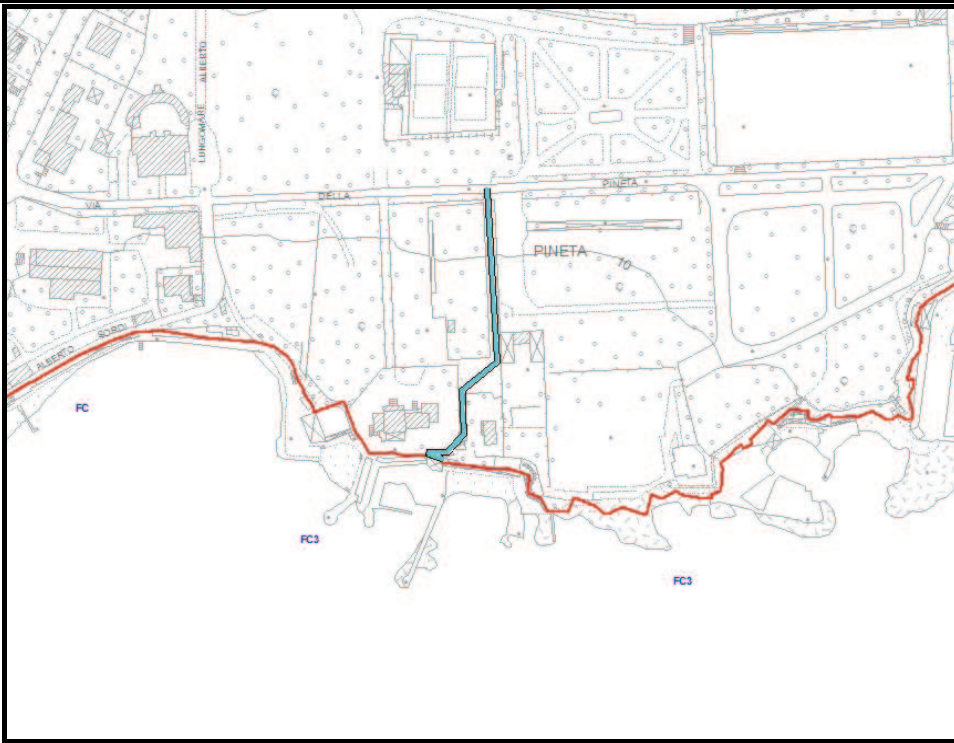 LUNGOMARE ALBERTO
VIA DELLA PINETA
PINETA
10
ALBERTO SORDI
FC
FC3
FC3